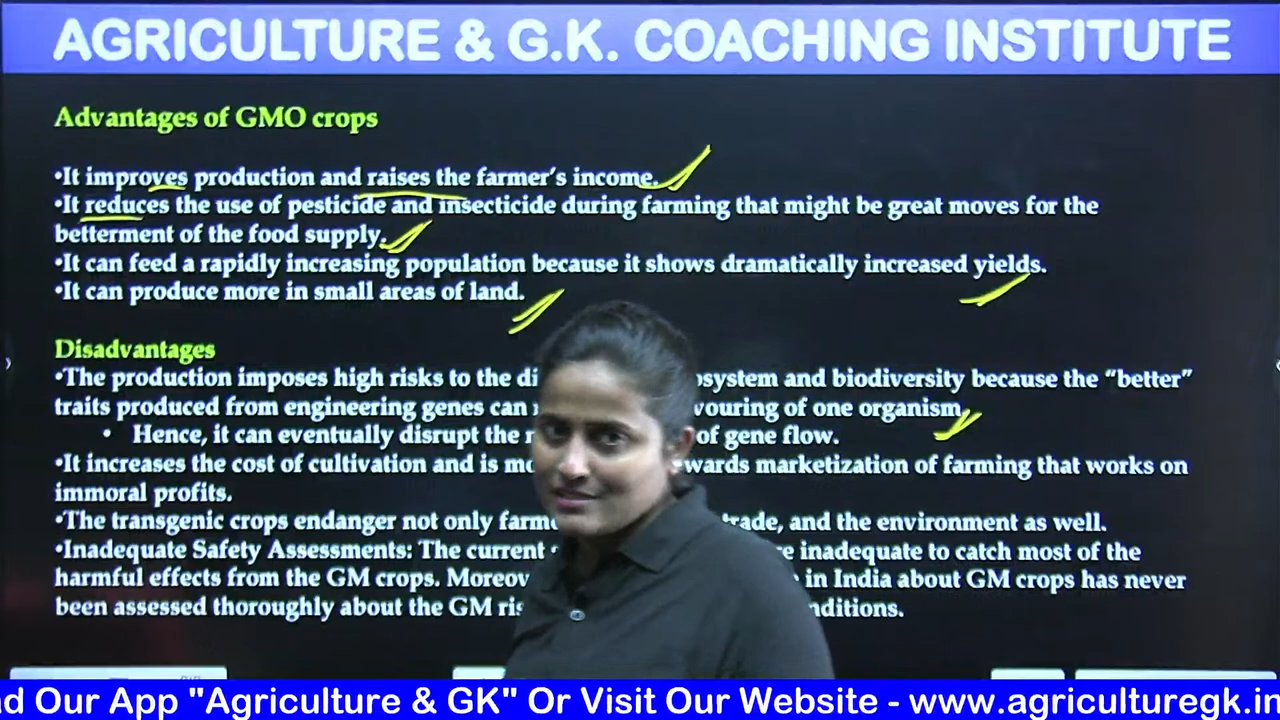 AGRICULTURE & G.K. COACHING INSTITUTE
Advantages of GMO crops
•It improves production and raises the farmer's income.
•It reduces the use of pesticide and insecticide during farming that might be great moves for the
betterment of the food supply.
•It can feed a rapidly increasing population because it shows dramatically increased yields.
•It can produce more in small areas of land.
Disadvantages
•The production imposes high risks to the di osystem and biodiversity because the “better”
traits produced from engineering genes can vouring of one organism.
• Hence, it can eventually disrupt the of gene flow.
•It increases the cost of cultivation and is mo wards marketization of farming that works on
immoral profits.
•The transgenic crops endanger not only farme trade, and the environment as well.
•Inadequate Safety Assessments: The current inadequate to catch most of the
harmful effects from the GM crops. Moreov in India about GM crops has never
been assessed thoroughly about the GM ris nditions.
ad Our App "Agriculture & GK" Or Visit Our Website - www.agriculturegk.in